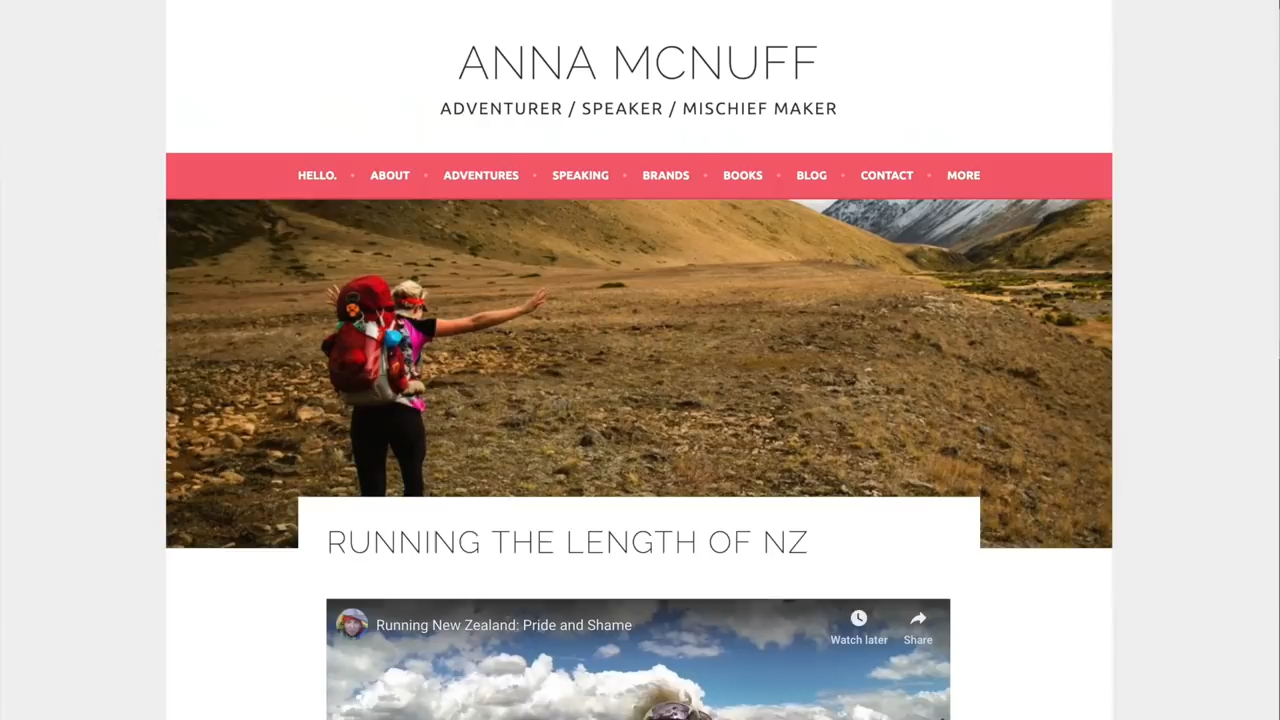 ANNA MCNUFF
ADVENTURER / SPEAKER / MISCHIEF MAKER
HELLO. • ABOUT • ADVENTURES • SPEAKING • BRANDS • BOOKS • BLOG • CONTACT • MORE
RUNNING THE LENGTH OF NZ
Running New Zealand: Pride and Shame
Watch later Share